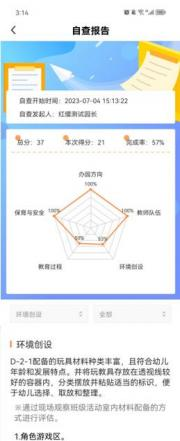 3:14
自查报告
自查开始时间：2023-07-04 15:13:22
自查发起人：红缨测试园长
总分：37 本次得分：21 完成率：57%
办园方向
100%
保育与安全
100%
教师队伍
100%
59%
53%
教育过程
环境创设
环境创设
全部
环境创设
D-2-1配备的玩具材料种类丰富，且符合幼儿
年龄和发展特点。并将玩教具存放在透视线较
好的容器内，分类摆放并粘贴适当的标识，便
于幼儿选择、取放和整理。
※通过现场观察班级活动室内材料配备的方
式进行评估。
1.角色游戏区。